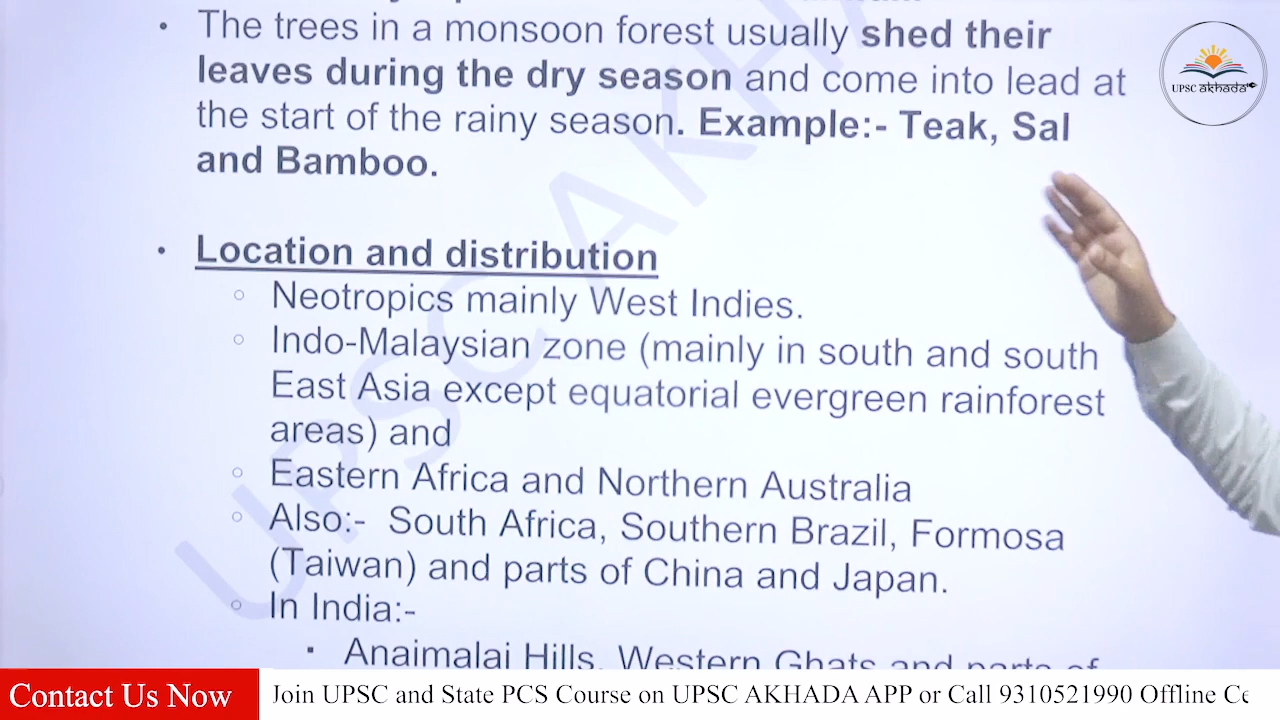 • The trees in a monsoon forest usually shed their
leaves during the dry season and come into lead at
the start of the rainy season. Example:- Teak, Sal
and Bamboo.
• Location and distribution
○ Neotropics mainly West Indies.
○ Indo-Malaysian zone (mainly in south and south
East Asia except equatorial evergreen rainforest
areas) and
○ Eastern Africa and Northern Australia
○ Also:- South Africa, Southern Brazil, Formosa
(Taiwan) and parts of China and Japan.
○ In India:-
▪ Anaimalai Hills, Western Ghats and parts of
UPSC AKHADA
UPSC akhada
Contact Us Now
Join UPSC and State PCS Course on UPSC AKHADA APP or Call 9310521990 Offline